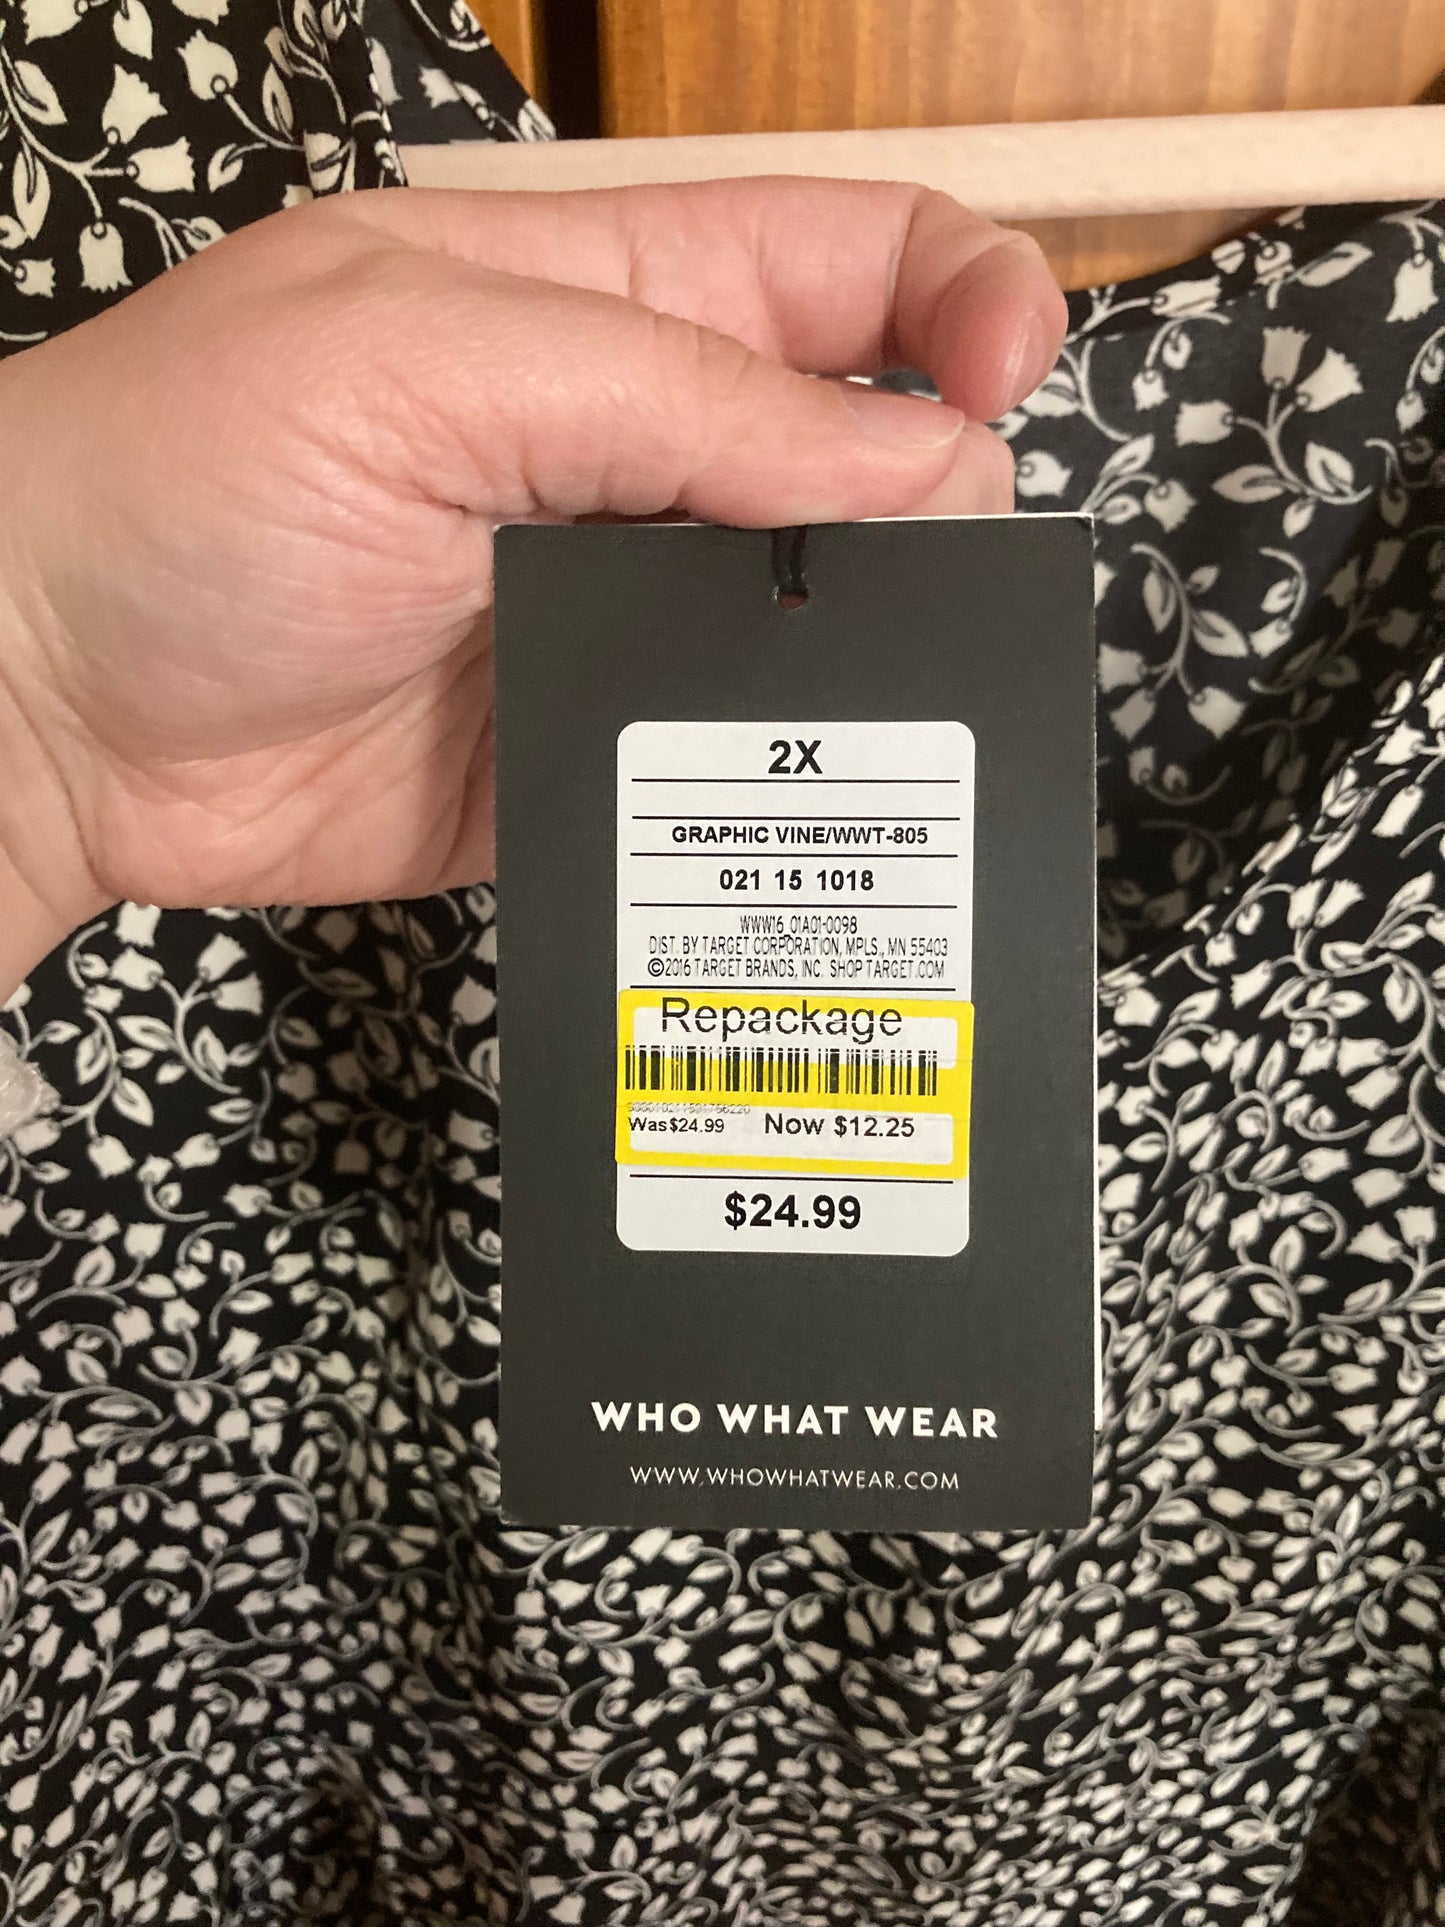 2X
GRAPHIC VINE/WWT-805
021 15 1018
WWW16_01A01-0098
DIST. BY TARGET CORPORATION, MPLS., MN 55403
©2016 TARGET BRANDS, INC. SHOP TARGET.COM
Repackage
Was $24.99 Now $12.25
$24.99
WHO WHAT WEAR
WWW.WHOWHATWEAR.COM